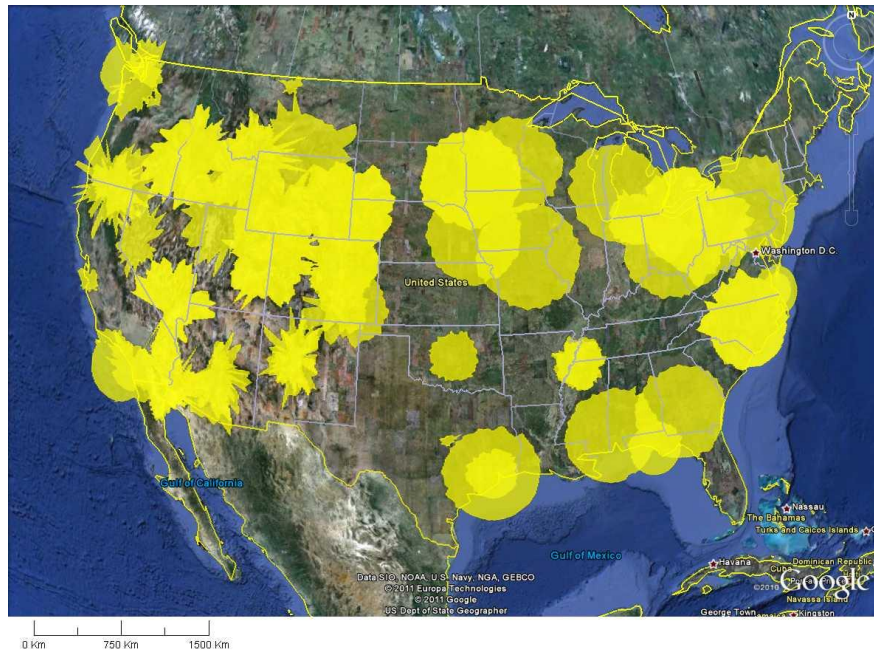 N
Washington D.C.
United States
Gulf of California
Nassau
The Bahamas
Turks and Caicos Islands
Gulf of Mexico
Havana
Dominican Republic
Cuba
Data SIO, NOAA, U.S. Navy, NGA, GEBCO
© 2011 Europa Technologies
© 2011 Google
US Dept of State Geographer
©2010 Google
Navassa Island
George Town
Kingston
0 Km 750 Km 1500 Km